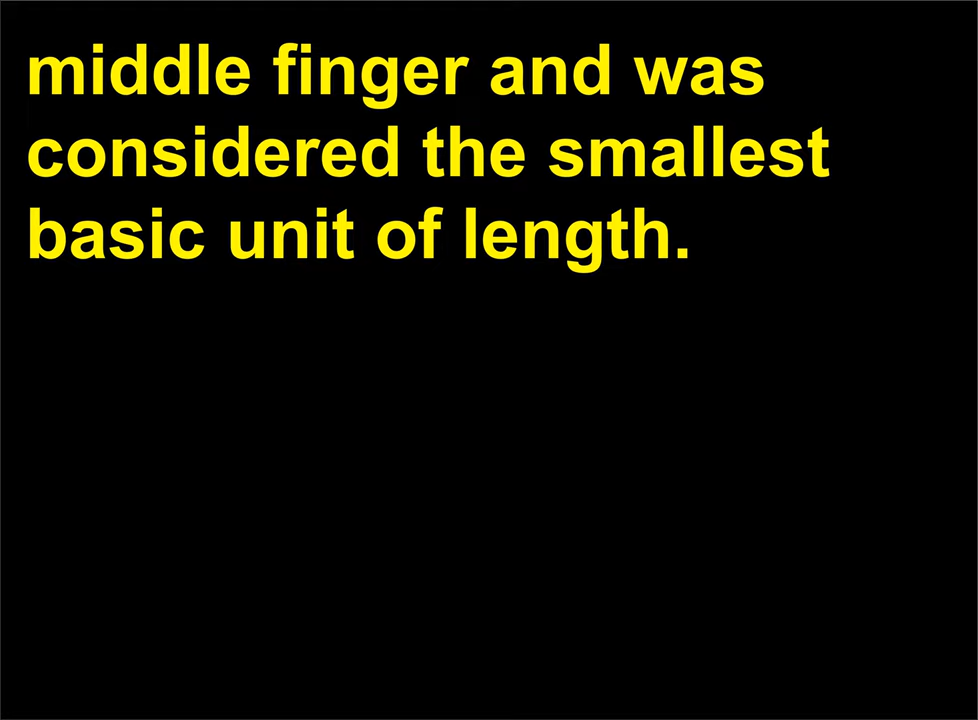 middle finger and was
considered the smallest
basic unit of length.